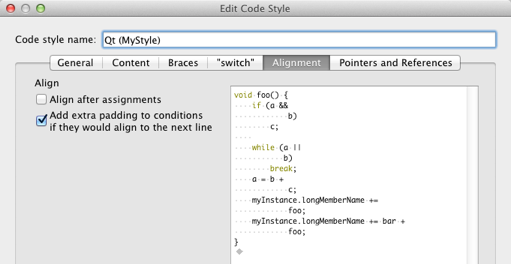 Edit Code Style
Code style name: Qt (MyStyle)
General Content Braces "switch" Alignment Pointers and References
Align
Align after assignments
Add extra padding to conditions
if they would align to the next line
void foo() {
    if (a &&
            b)
        c;

    while (a ||
           b)
        break;
    a = b +
            c;
    myInstance.longMemberName +=
            foo;
    myInstance.longMemberName += bar +
            foo;
}